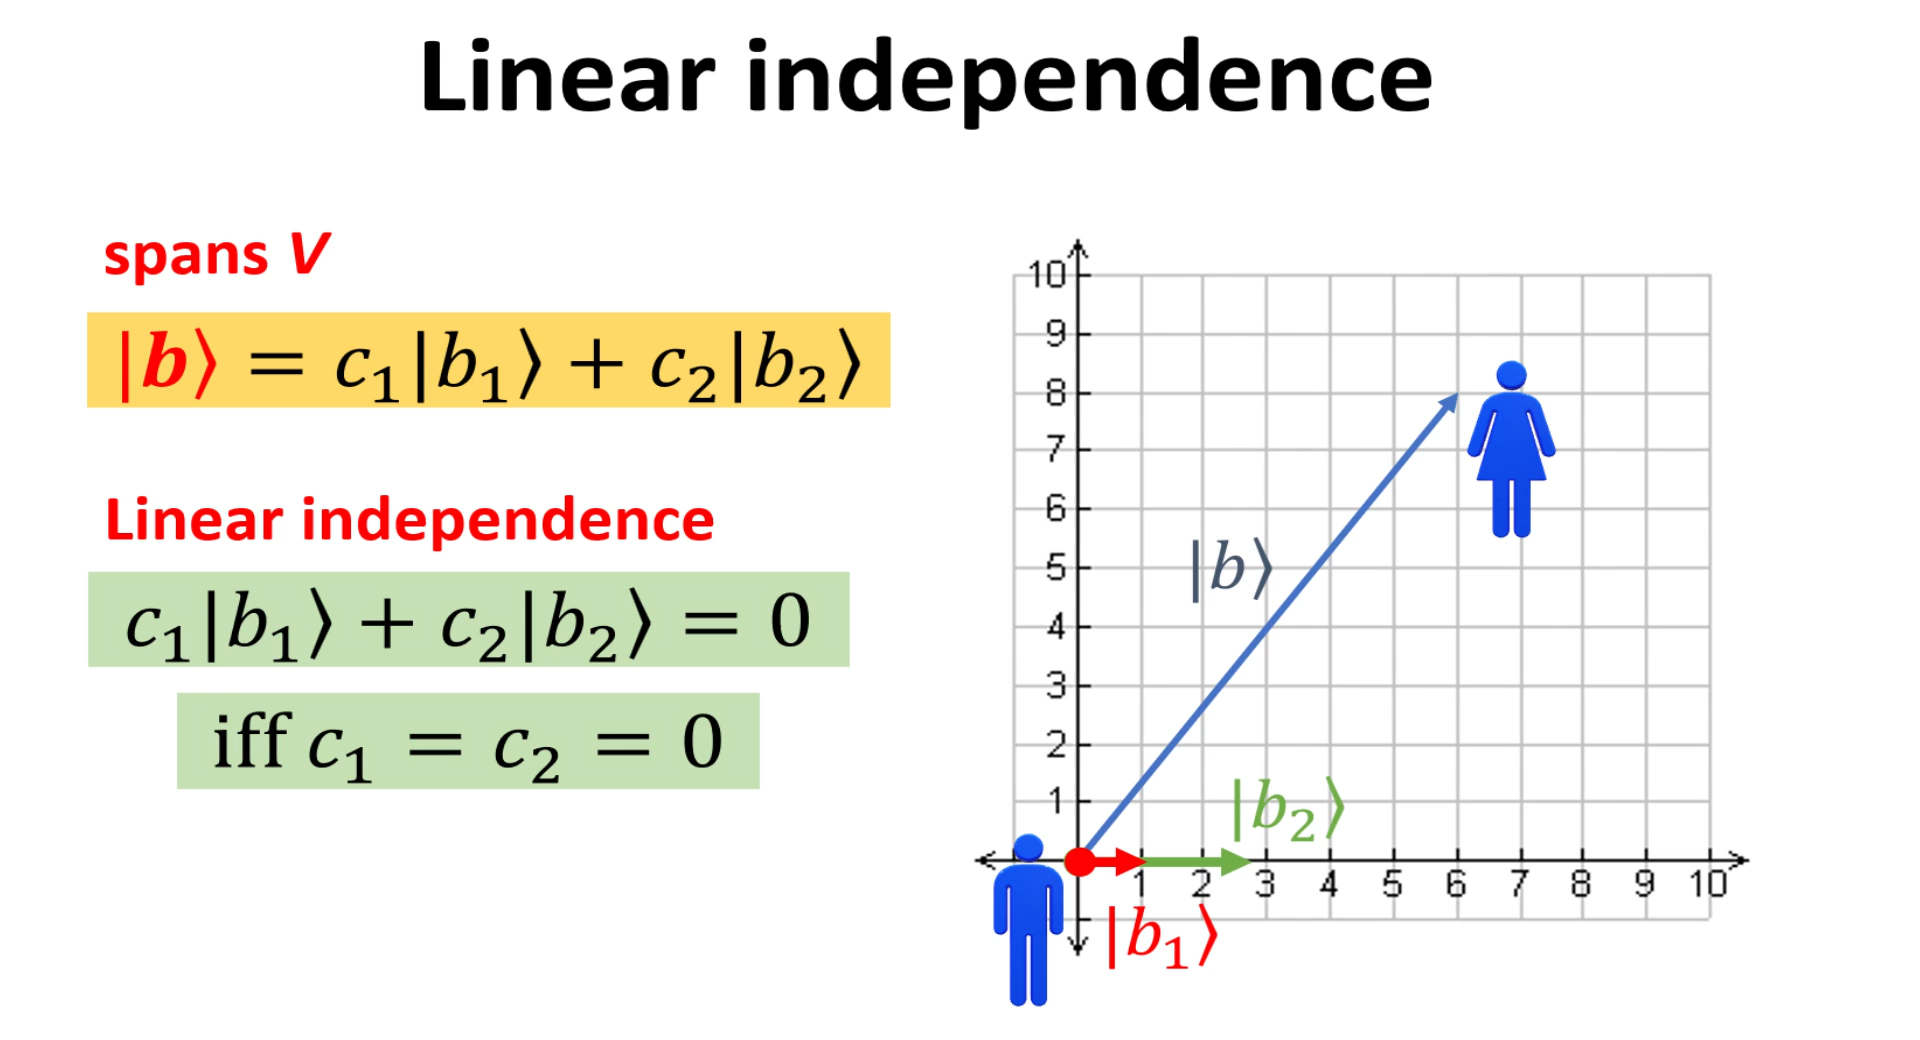 Linear independence
spans V
|b⟩ = c₁|b₁⟩ + c₂|b₂⟩
Linear independence
c₁|b₁⟩ + c₂|b₂⟩ = 0
iff c₁ = c₂ = 0
10
9
8
7
6
5
4
3
2
1
|b⟩
|b₂⟩
1 2 3 4 5 6 7 8 9 10
|b₁⟩